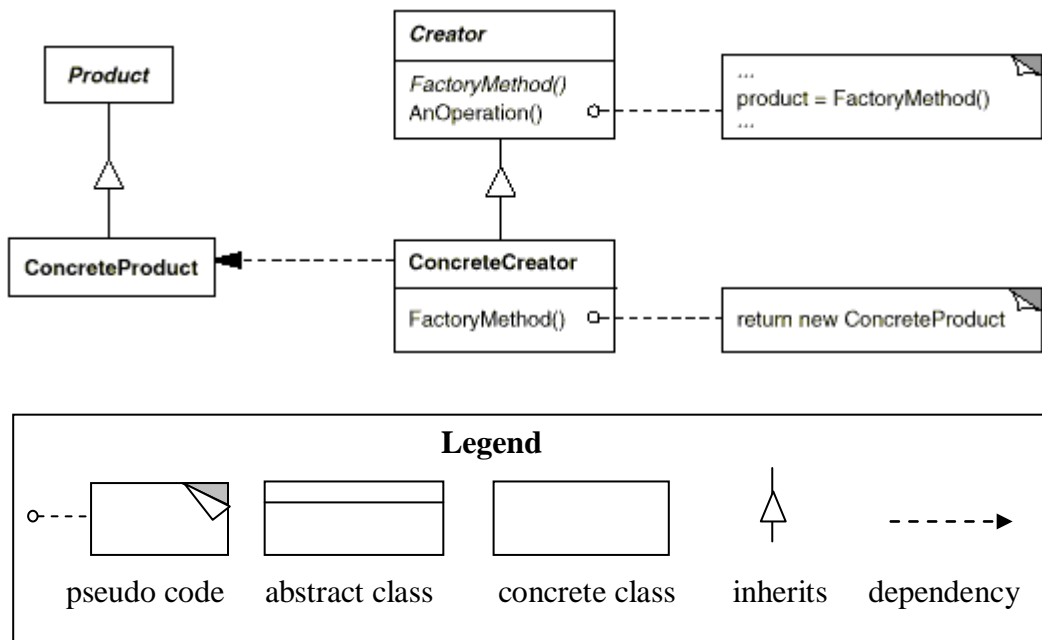 Product
ConcreteProduct
Creator
FactoryMethod()
AnOperation()
...
product = FactoryMethod()
...
ConcreteCreator
FactoryMethod()
return new ConcreteProduct
Legend
pseudo code
abstract class
concrete class
inherits
dependency